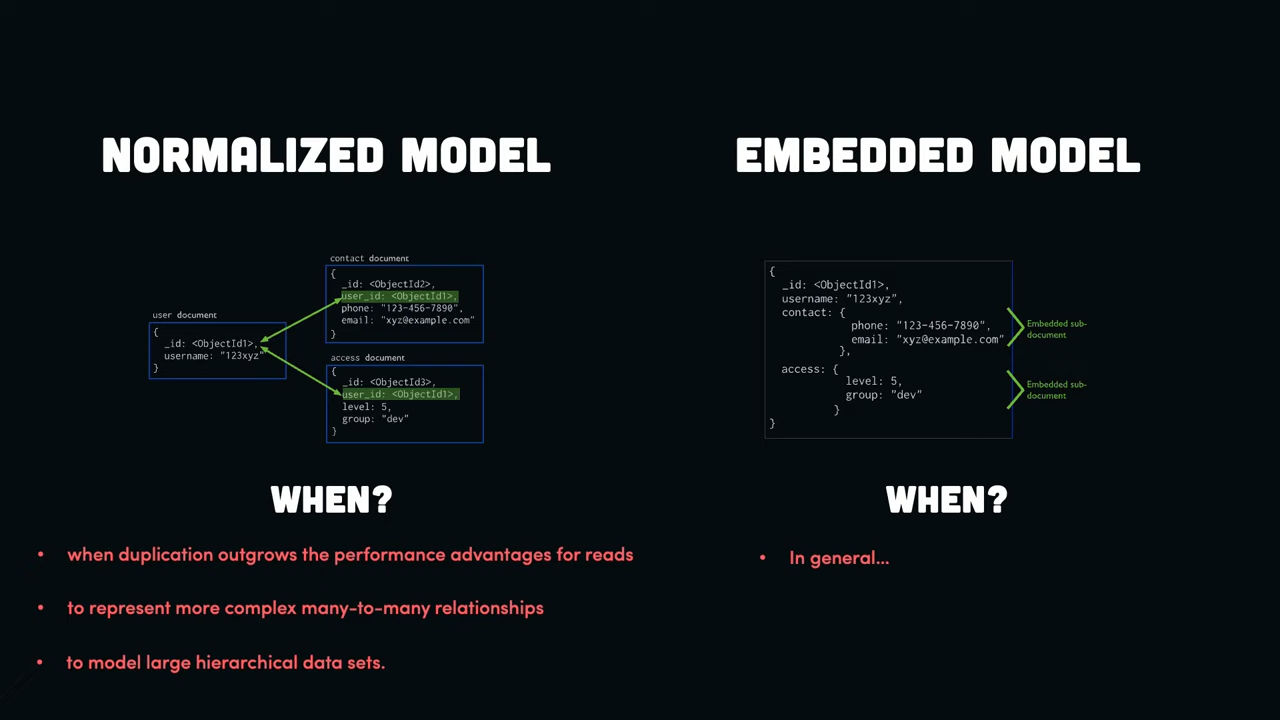 NORMALIZED MODEL
contact document
{
_id: <ObjectId2>,
user_id: <ObjectId1>,
phone: "123-456-7890",
email: "xyz@example.com"
}
user document
{
_id: <ObjectId1>,
username: "123xyz"
}
access document
{
_id: <ObjectId3>,
user_id: <ObjectId1>,
level: 5,
group: "dev"
}
WHEN?
• when duplication outgrows the performance advantages for reads
• to represent more complex many-to-many relationships
• to model large hierarchical data sets.
EMBEDDED MODEL
{
_id: <ObjectId1>,
username: "123xyz",
contact: {
phone: "123-456-7890",
email: "xyz@example.com"
},
access: {
level: 5,
group: "dev"
}
}
Embedded sub-
document
Embedded sub-
document
WHEN?
• In general...